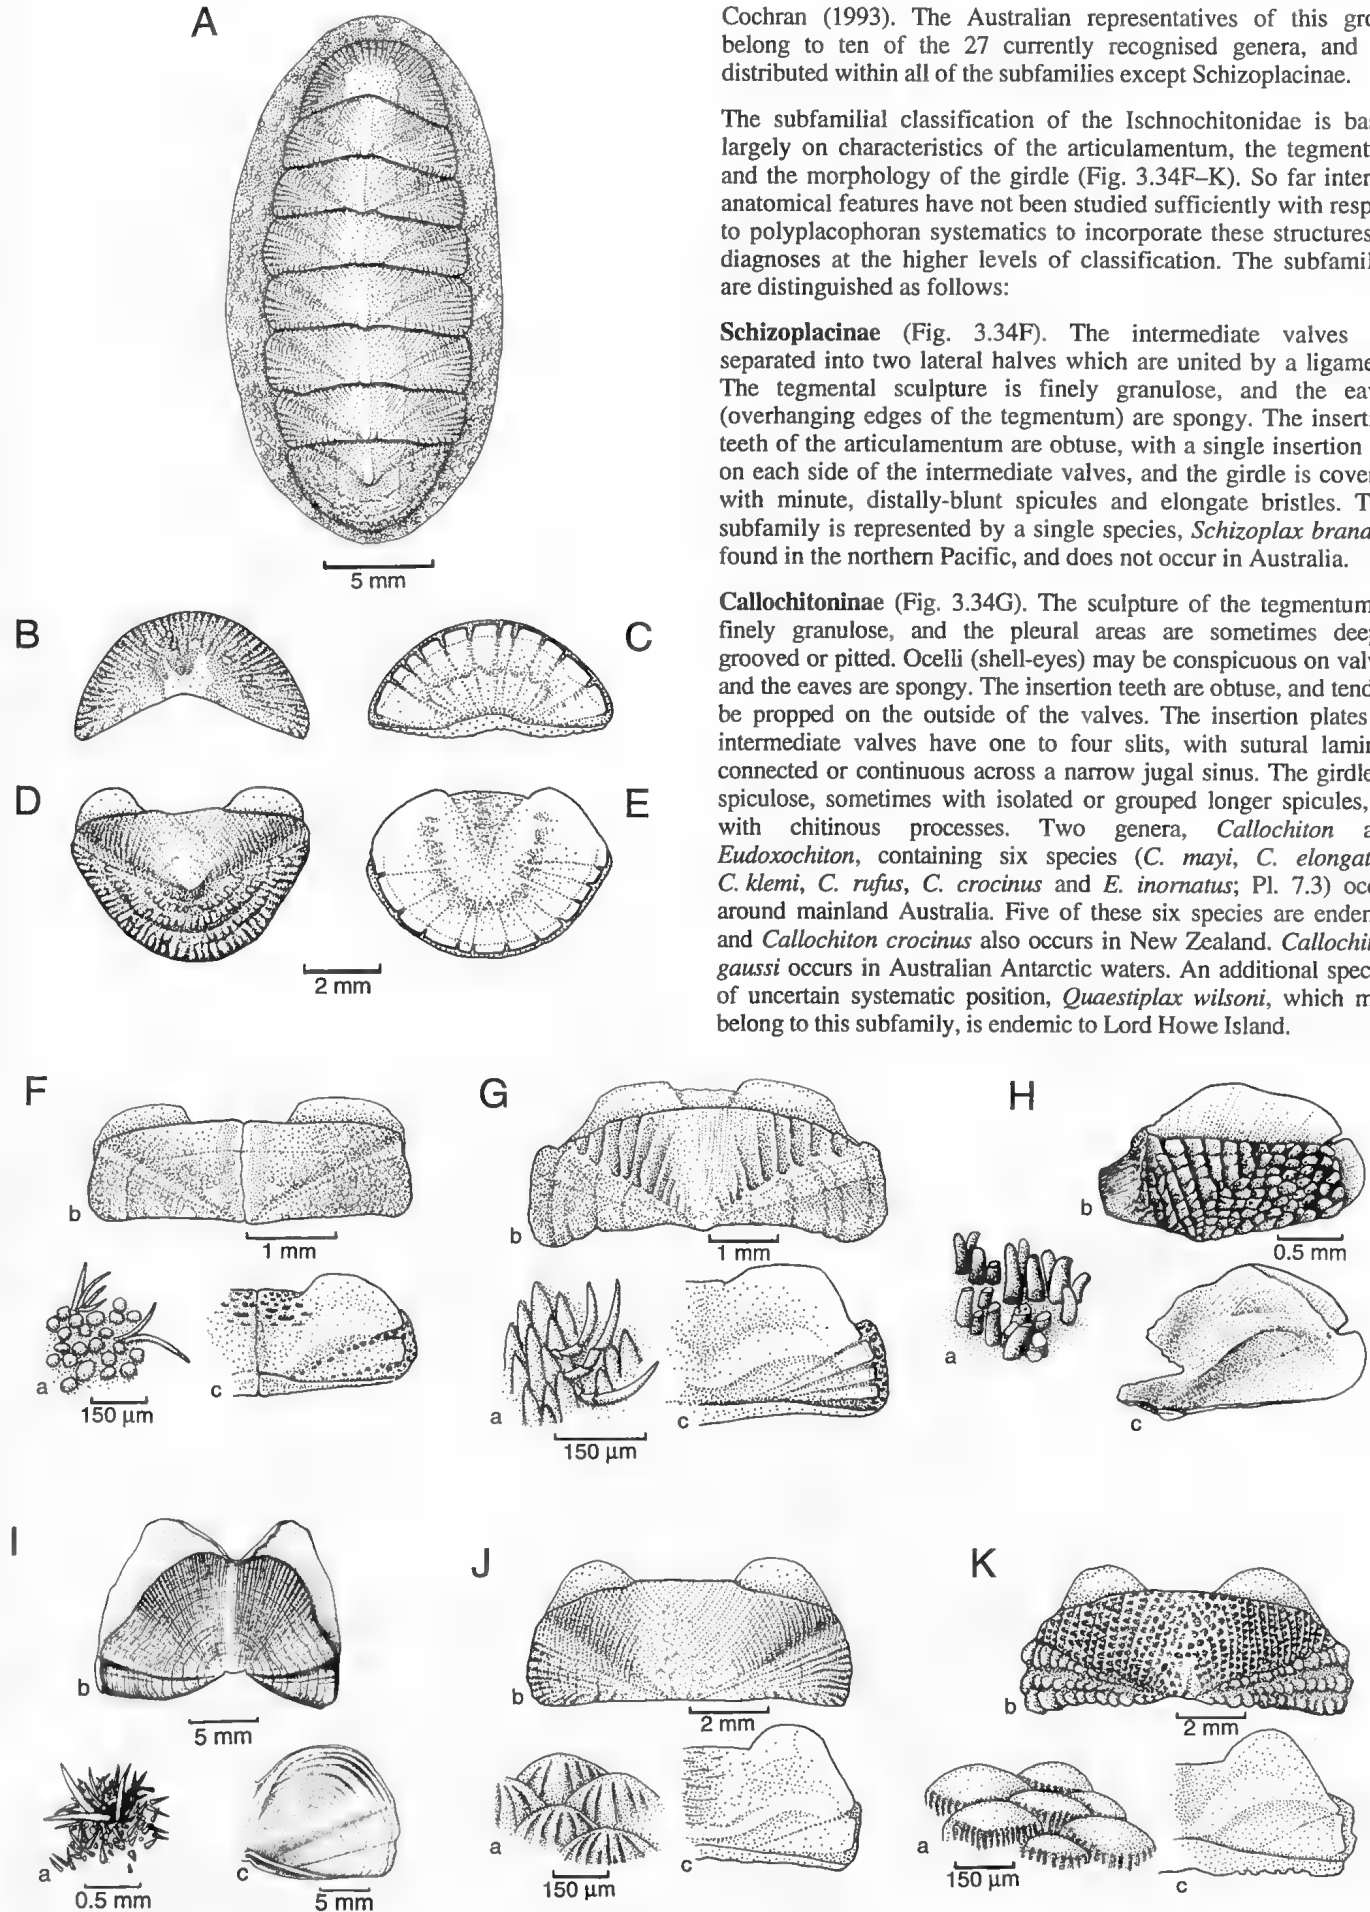 A
5 mm
B
C
D
E
2 mm
Cochran (1993). The Australian representatives of this gro
belong to ten of the 27 currently recognised genera, and
distributed within all of the subfamilies except Schizoplacinae.
The subfamilial classification of the Ischnochitonidae is bas
largely on characteristics of the articulamentum, the tegment
and the morphology of the girdle (Fig. 3.34F–K). So far inter
anatomical features have not been studied sufficiently with resp
to polyplacophoran systematics to incorporate these structures
diagnoses at the higher levels of classification. The subfamil
are distinguished as follows:
Schizoplacinae (Fig. 3.34F). The intermediate valves
separated into two lateral halves which are united by a ligame
The tegmental sculpture is finely granulose, and the eav
(overhanging edges of the tegmentum) are spongy. The inserti
teeth of the articulamentum are obtuse, with a single insertion
on each side of the intermediate valves, and the girdle is cover
with minute, distally-blunt spicules and elongate bristles. T
subfamily is represented by a single species, Schizoplax brana
found in the northern Pacific, and does not occur in Australia.
Callochitoninae (Fig. 3.34G). The sculpture of the tegmentum
finely granulose, and the pleural areas are sometimes deep
grooved or pitted. Ocelli (shell-eyes) may be conspicuous on valv
and the eaves are spongy. The insertion teeth are obtuse, and tend
be propped on the outside of the valves. The insertion plates
intermediate valves have one to four slits, with sutural lamin
connected or continuous across a narrow jugal sinus. The girdle
spiculose, sometimes with isolated or grouped longer spicules,
with chitinous processes. Two genera, Callochiton a
Eudoxochiton, containing six species (C. mayi, C. elongat
C. klemi, C. rufus, C. crocinus and E. inornatus; Pl. 7.3) occ
around mainland Australia. Five of these six species are endem
and Callochiton crocinus also occurs in New Zealand. Callochit
gaussi occurs in Australian Antarctic waters. An additional spec
of uncertain systematic position, Quaestiplax wilsoni, which m
belong to this subfamily, is endemic to Lord Howe Island.
F
b
1 mm
a
150 µm
c
G
b
1 mm
a
150 µm
c
H
b
0.5 mm
a
c
I
b
5 mm
a
0.5 mm
c
5 mm
J
b
2 mm
a
150 µm
c
K
b
2 mm
a
150 µm
c